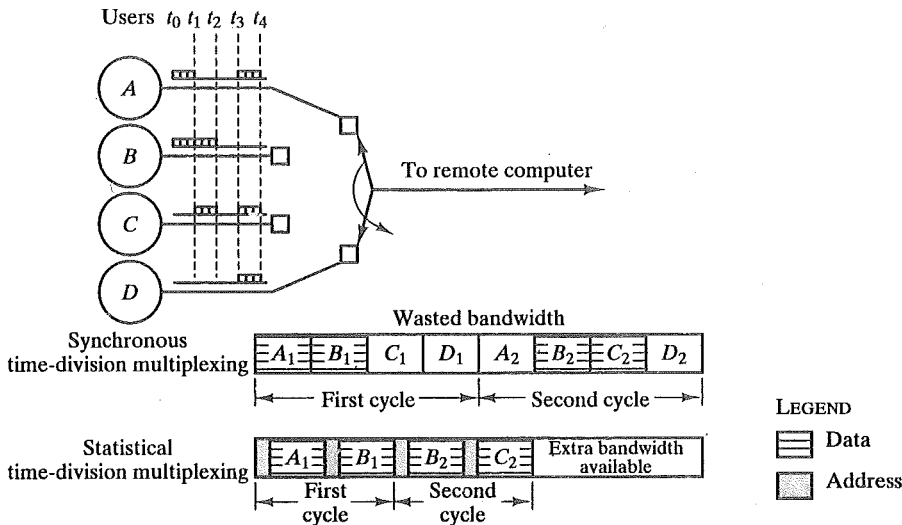 Users t0 t1 t2 t3 t4
A
B
To remote computer
C
D
Wasted bandwidth
Synchronous
time-division multiplexing
A1 B1 C1 D1 A2 B2 C2 D2
First cycle Second cycle
LEGEND
Data
Address
Statistical
time-division multiplexing
A1 B1 B2 C2
Extra bandwidth
available
First
cycle
Second
cycle